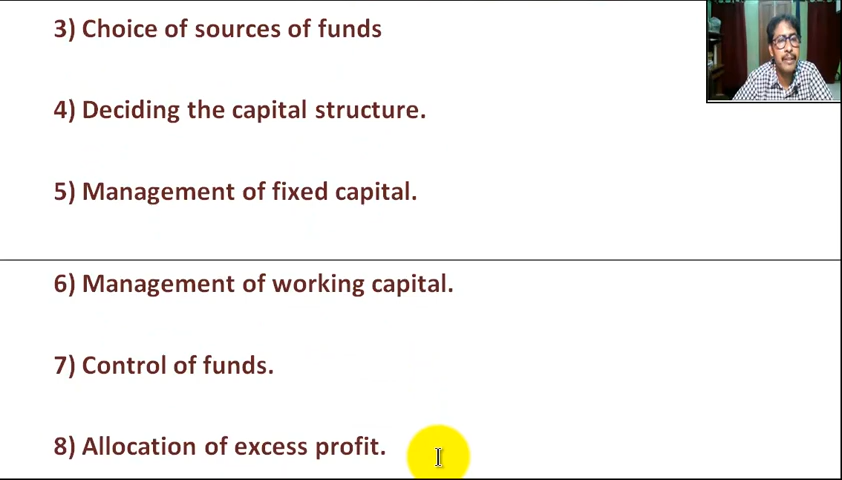 3) Choice of sources of funds
4) Deciding the capital structure.
5) Management of fixed capital.
6) Management of working capital.
7) Control of funds.
8) Allocation of excess profit.